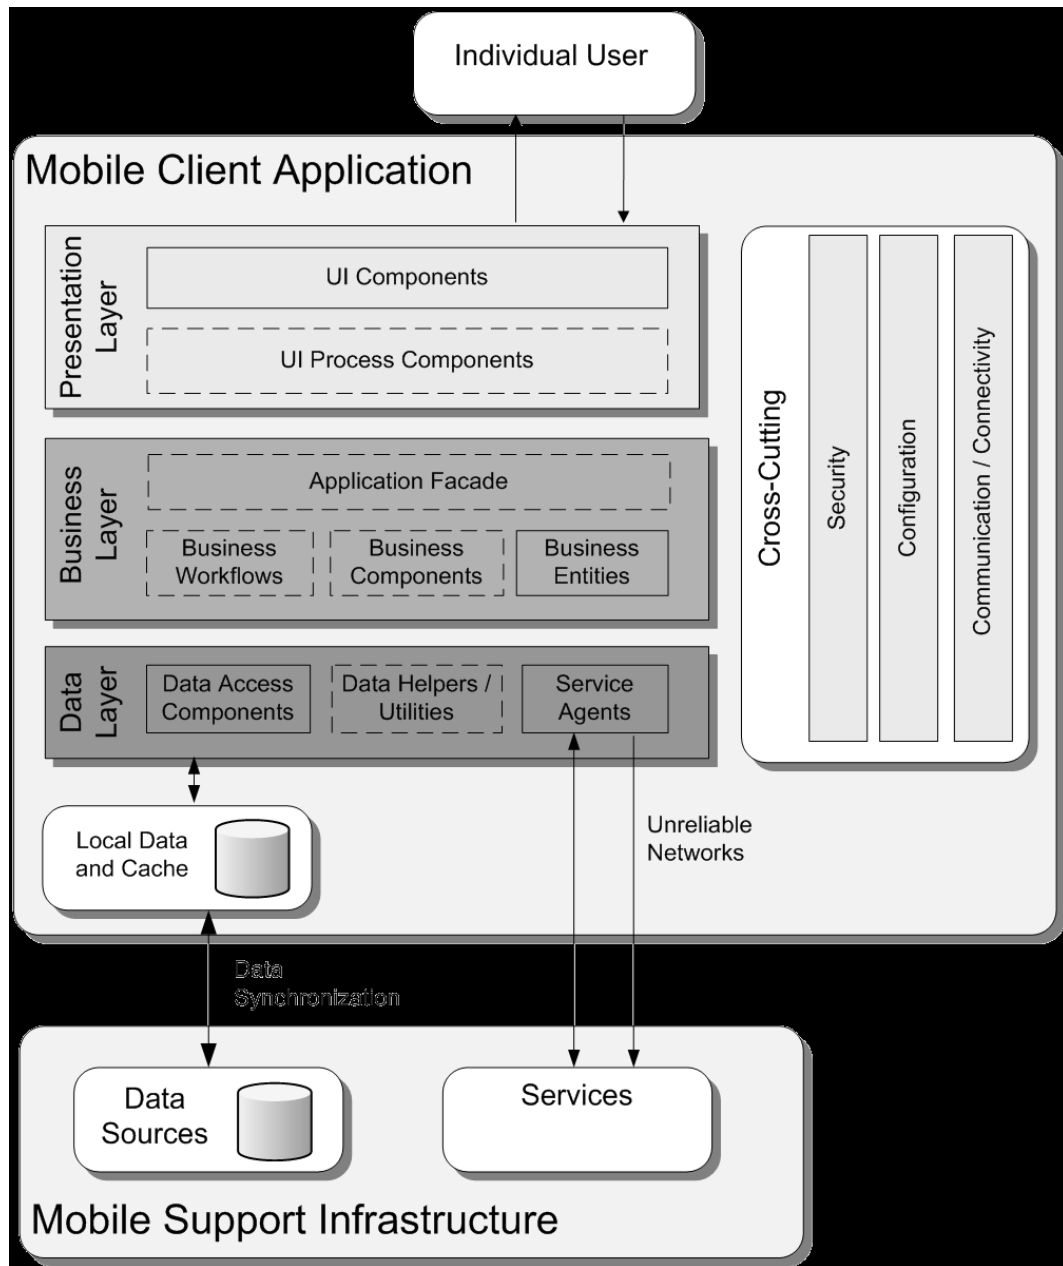 Individual User
Mobile Client Application
Presentation
Layer
UI Components
UI Process Components
Business
Layer
Application Facade
Business
Workflows
Business
Components
Business
Entities
Data
Layer
Data Access
Components
Data Helpers /
Utilities
Service
Agents
Cross-Cutting
Security
Configuration
Communication / Connectivity
Local Data
and Cache
Unreliable
Networks
Data
Synchronization
Data
Sources
Services
Mobile Support Infrastructure